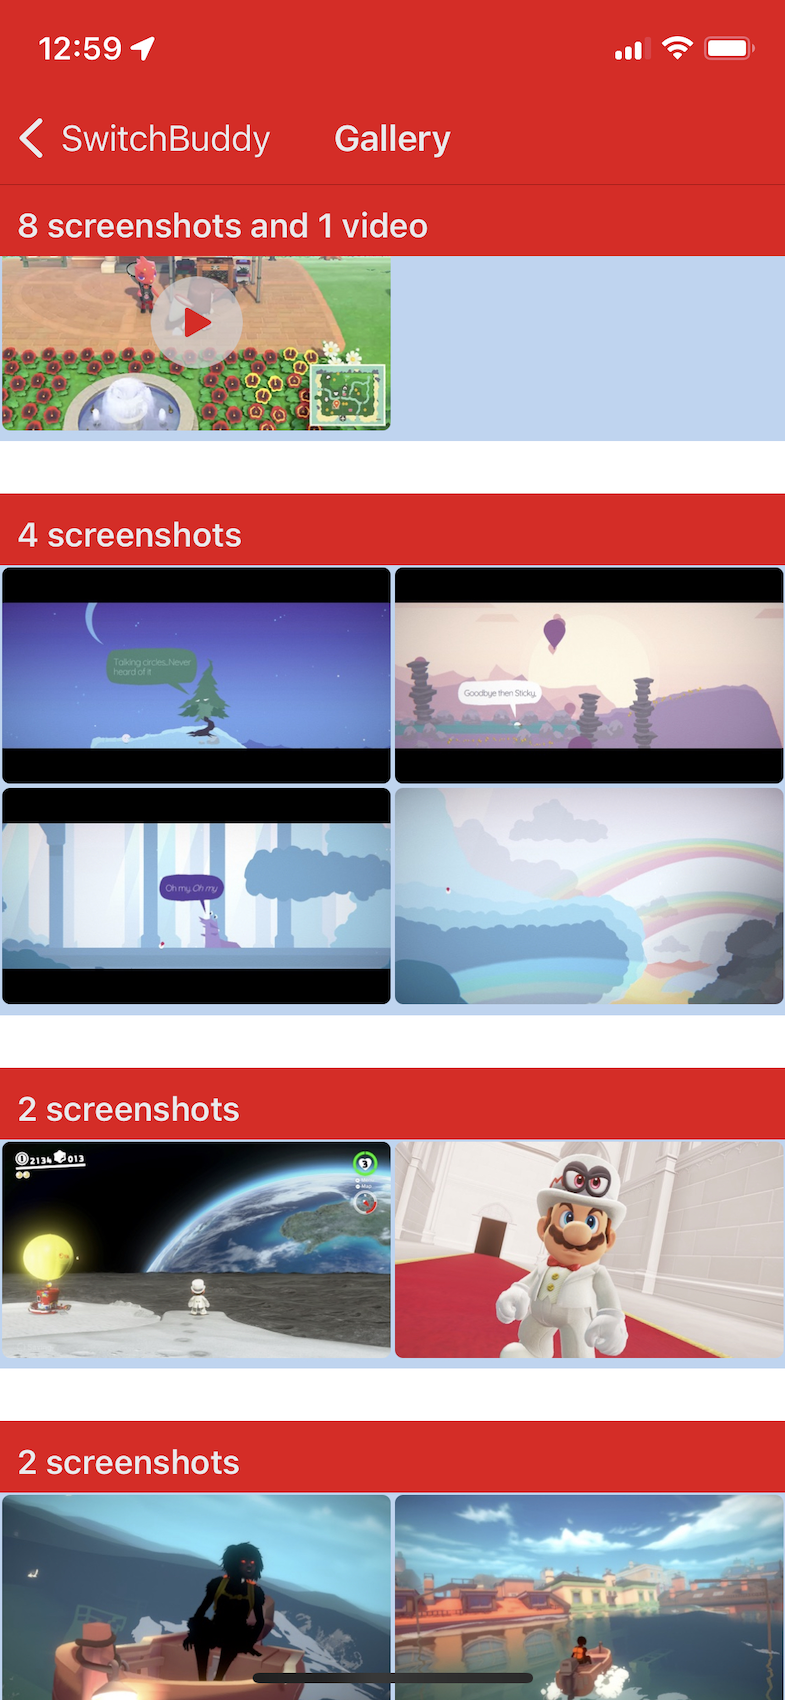 12:59
SwitchBuddy
Gallery
8 screenshots and 1 video
4 screenshots
Talking circles..Never
heard of it
Goodbye then Sticky.
Oh my. Oh my
2 screenshots
2134 013
3
Map
2 screenshots